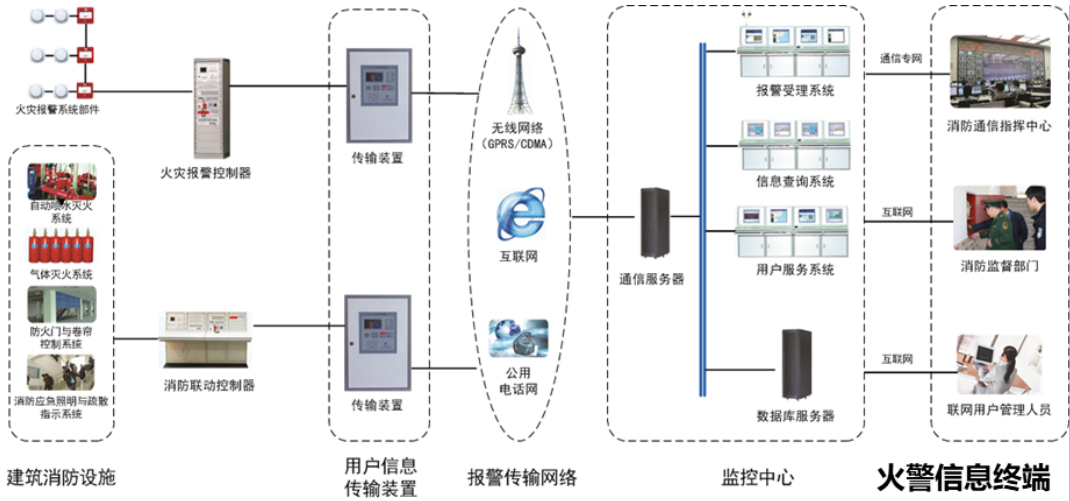 火灾报警系统部件
自动喷水灭火
系统
气体灭火系统
防火门与卷帘
控制系统
消防应急照明与疏散
指示系统
建筑消防设施
火灾报警控制器
消防联动控制器
传输装置
传输装置
用户信息
传输装置
无线网络
(GPRS/CDMA)
互联网
公用
电话网
报警传输网络
通信服务器
报警受理系统
信息查询系统
用户服务系统
数据库服务器
监控中心
通信专网
互联网
互联网
消防通信指挥中心
消防监督部门
联网用户管理人员
火警信息终端